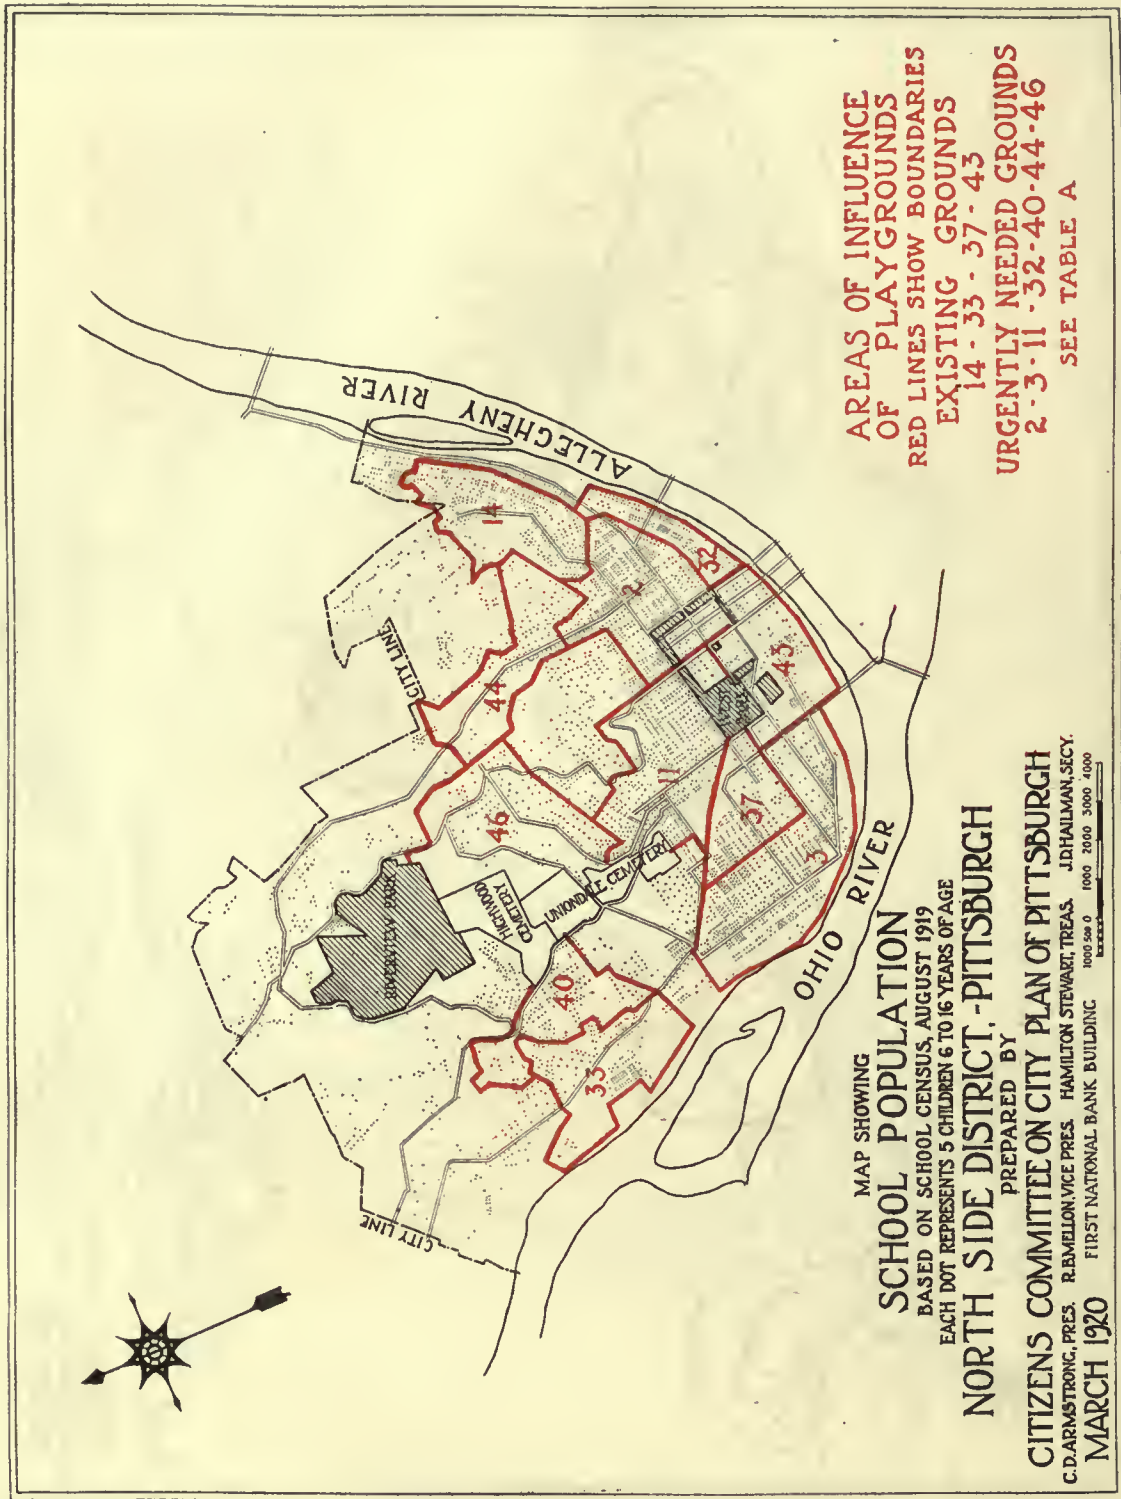 AREAS OF INFLUENCE
OF PLAYGROUNDS
RED LINES SHOW BOUNDARIES
EXISTING GROUNDS
14 - 33 - 37 - 43
URGENTLY NEEDED GROUNDS
2 - 3 - 11 - 32 - 40 - 44 - 46
SEE TABLE A
ALLEGHENY RIVER
CITY LINE
CITY LINE
RIVERVIEW PARK
HIGHWOOD
CEMETERY
UNIONDALE CEMETERY
OHIO RIVER
14
32
2
44
43
11
46
37
3
40
33
MAP SHOWING
SCHOOL POPULATION
BASED ON SCHOOL CENSUS, AUGUST 1919
EACH DOT REPRESENTS 5 CHILDREN 6 TO 16 YEARS OF AGE
NORTH SIDE DISTRICT,-PITTSBURGH
PREPARED BY
CITIZENS COMMITTEE ON CITY PLAN OF PITTSBURGH
C.D.ARMSTRONG, PRES. R.B.MELLON, VICE PRES. HAMILTON STEWART, TREAS. J.D.HAILMAN, SECY.
MARCH 1920 FIRST NATIONAL BANK BUILDING 1000 500 0 1000 2000 3000 4000